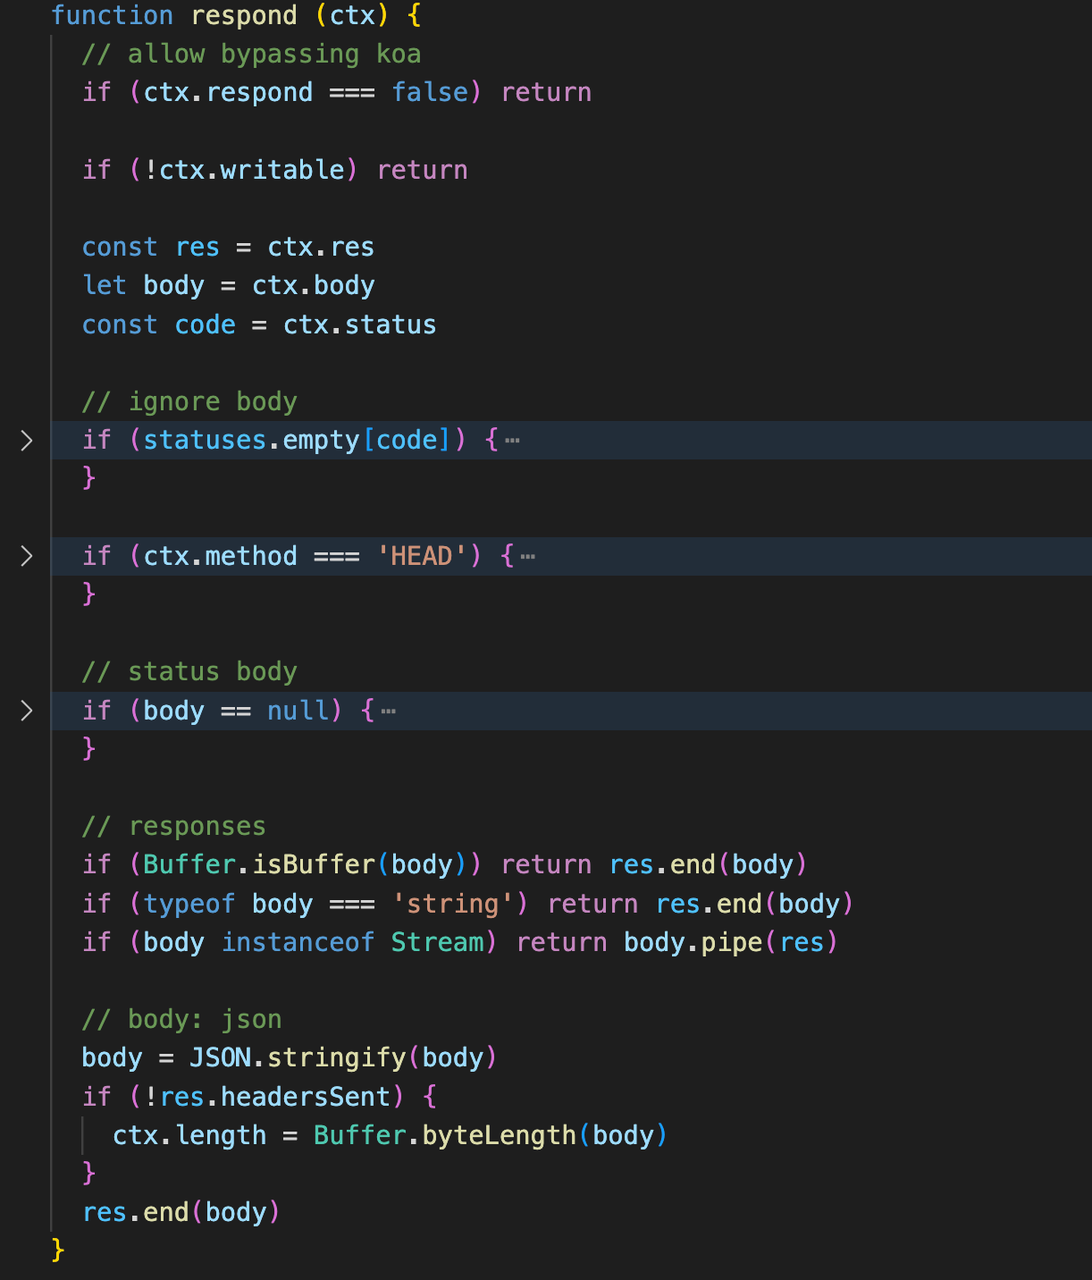 function respond (ctx) {
  // allow bypassing koa
  if (ctx.respond === false) return

  if (!ctx.writable) return

  const res = ctx.res
  let body = ctx.body
  const code = ctx.status

  // ignore body
  if (statuses.empty[code]) {⋯
  }

  if (ctx.method === 'HEAD') {⋯
  }

  // status body
  if (body == null) {⋯
  }

  // responses
  if (Buffer.isBuffer(body)) return res.end(body)
  if (typeof body === 'string') return res.end(body)
  if (body instanceof Stream) return body.pipe(res)

  // body: json
  body = JSON.stringify(body)
  if (!res.headersSent) {
    ctx.length = Buffer.byteLength(body)
  }
  res.end(body)
}